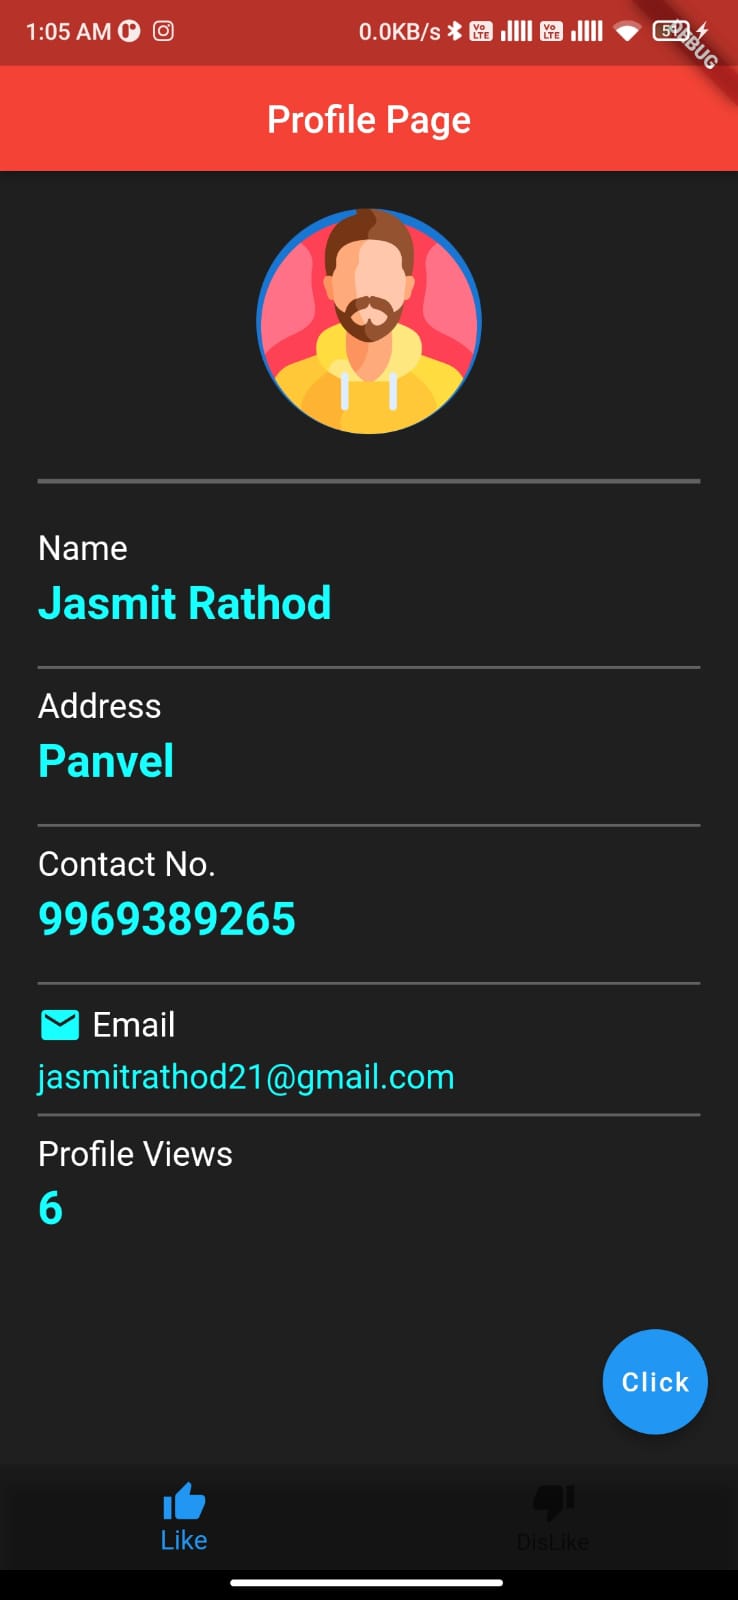 1:05 AM 0.0KB/s Vo LTE Vo LTE
DEBUG
Profile Page
Name
Jasmit Rathod
Address
Panvel
Contact No.
9969389265
Email
jasmitrathod21@gmail.com
Profile Views
6
Click
Like DisLike